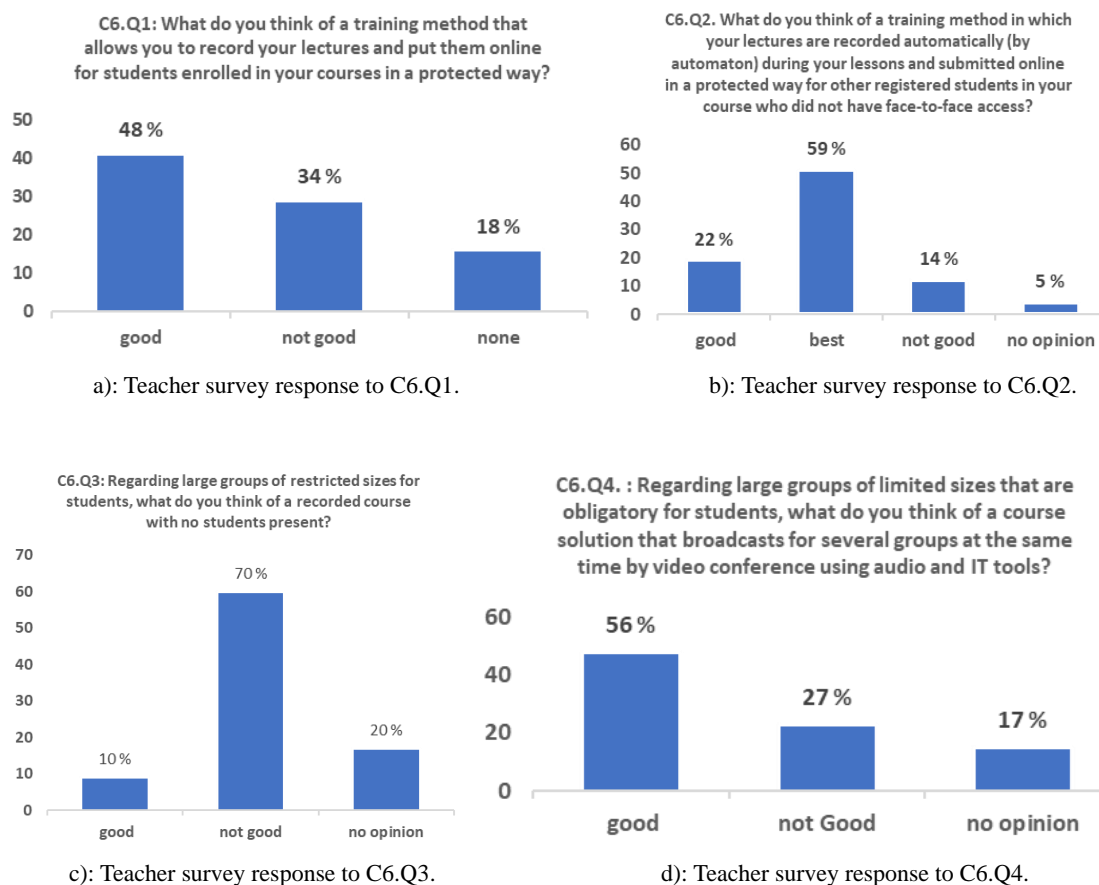 C6.Q1: What do you think of a training method that
allows you to record your lectures and put them online
for students enrolled in your courses in a protected way?
50
40
30
20
10
0
48 %
34 %
18 %
good
not good
none
a): Teacher survey response to C6.Q1.
C6.Q2. What do you think of a training method in which
your lectures are recorded automatically (by
automaton) during your lessons and submitted online
in a protected way for other registered students in your
course who did not have face-to-face access?
60
50
40
30
20
10
0
22 %
59 %
14 %
5 %
good
best
not good
no opinion
b): Teacher survey response to C6.Q2.
C6.Q3: Regarding large groups of restricted sizes for
students, what do you think of a recorded course
with no students present?
70
60
50
40
30
20
10
0
10 %
70 %
20 %
good
not good
no opinion
c): Teacher survey response to C6.Q3.
C6.Q4. : Regarding large groups of limited sizes that are
obligatory for students, what do you think of a course
solution that broadcasts for several groups at the same
time by video conference using audio and IT tools?
60
40
20
0
56 %
27 %
17 %
good
not Good
no opinion
d): Teacher survey response to C6.Q4.